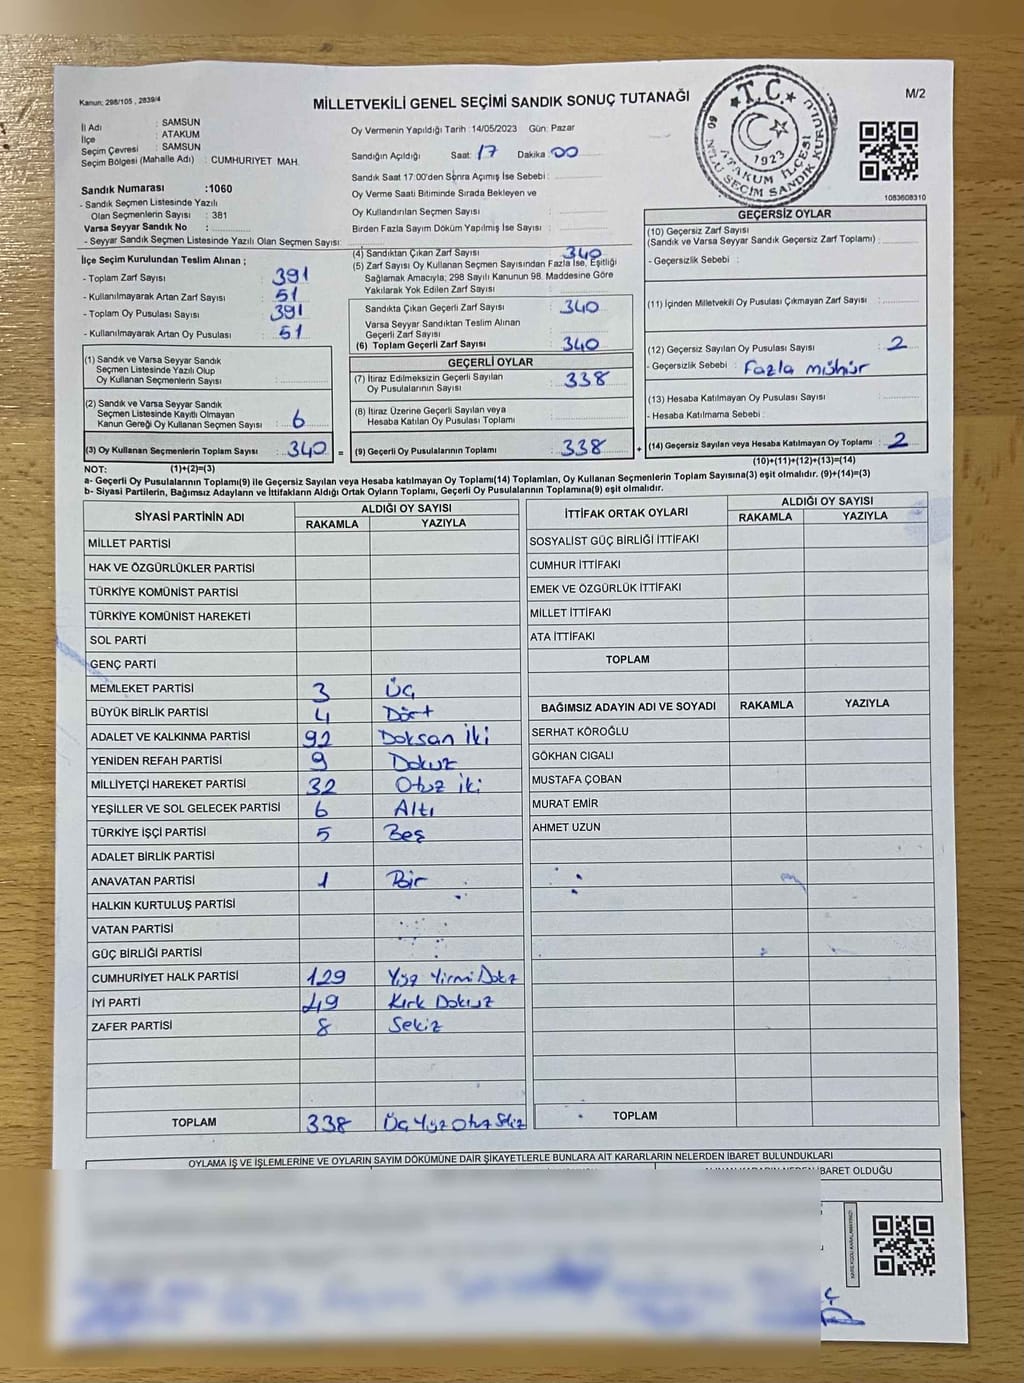 Kanun: 298/105 , 2839/4
MİLLETVEKİLİ GENEL SEÇİMİ SANDIK SONUÇ TUTANAĞI
M/2
T.C.
1923
ATAKUM İLÇESİ
NOLU SEÇİM SANDIK KURULU
İl Adı : SAMSUN
İlçe : ATAKUM
Seçim Çevresi : SAMSUN
Seçim Bölgesi (Mahalle Adı) : CUMHURIYET MAH.
Sandık Numarası :1060
- Sandık Seçmen Listesinde Yazılı
Olan Seçmenlerin Sayısı : 381
Varsa Seyyar Sandık No :
- Seyyar Sandık Seçmen Listesinde Yazılı Olan Seçmen Sayısı:
İlçe Seçim Kurulundan Teslim Alınan ;
- Toplam Zarf Sayısı : 391
- Kullanılmayarak Artan Zarf Sayısı : 51
- Toplam Oy Pusulası Sayısı : 391
- Kullanılmayarak Artan Oy Pusulası : 51
(1) Sandık ve Varsa Seyyar Sandık
Seçmen Listesinde Yazılı Olup
Oy Kullanan Seçmenlerin Sayısı :
(2) Sandık ve Varsa Seyyar Sandık
Seçmen Listesinde Kayıtlı Olmayan
Kanun Gereği Oy Kullanan Seçmen Sayısı : 6
(3) Oy Kullanan Seçmenlerin Toplam Sayısı : 340 =
Oy Vermenin Yapıldığı Tarih :14/05/2023 Gün: Pazar
Sandığın Açıldığı Saat: 17 Dakika : 00
Sandık Saat 17:00'den Sonra Açımış İse Sebebi :
Oy Verme Saati Bitiminde Sırada Bekleyen ve
Oy Kullandırılan Seçmen Sayısı :
Birden Fazla Sayım Döküm Yapılmış İse Sayısı :
(4) Sandıktan Çıkan Zarf Sayısı : 340
(5) Zarf Sayısı Oy Kullanan Seçmen Sayısından Fazla İse, Eşitliği
Sağlamak Amacıyla; 298 Sayılı Kanunun 98. Maddesine Göre
Yakılarak Yok Edilen Zarf Sayısı :
Sandıkta Çıkan Geçerli Zarf Sayısı : 340
Varsa Seyyar Sandıktan Teslim Alınan
Geçerli Zarf Sayısı :
(6) Toplam Geçerli Zarf Sayısı : 340
GEÇERLİ OYLAR
(7) İtiraz Edilmeksizin Geçerli Sayılan
Oy Pusulalarının Sayısı : 338
(8) İtiraz Üzerine Geçerli Sayılan veya
Hesaba Katılan Oy Pusulası Toplamı :
(9) Geçerli Oy Pusulalarının Toplamı : 338 +
1083608310
GEÇERSİZ OYLAR
(10) Geçersiz Zarf Sayısı
(Sandık ve Varsa Seyyar Sandık Geçersiz Zarf Toplamı) :
- Geçersizlik Sebebi :
(11) İçinden Milletvekili Oy Pusulası Çıkmayan Zarf Sayısı :
(12) Geçersiz Sayılan Oy Pusulası Sayısı : 2
- Geçersizlik Sebebi : Fazla mühür
(13) Hesaba Katılmayan Oy Pusulası Sayısı :
- Hesaba Katılmama Sebebi :
(14) Geçersiz Sayılan veya Hesaba Katılmayan Oy Toplamı : 2
NOT: (1)+(2)=(3) (10)+(11)+(12)+(13)=(14)
a- Geçerli Oy Pusulalarının Toplamı(9) ile Geçersiz Sayılan veya Hesaba katılmayan Oy Toplamı(14) Toplamları, Oy Kullanan Seçmenlerin Toplam Sayısına(3) eşit olmalıdır. (9)+(14)=(3)
b- Siyasi Partilerin, Bağımsız Adayların ve İttifakların Aldığı Ortak Oyların Toplamı, Geçerli Oy Pusulalarının Toplamına(9) eşit olmalıdır.
SİYASİ PARTİNİN ADI ALDIĞI OY SAYISI
RAKAMLA YAZIYLA
MİLLET PARTİSİ
HAK VE ÖZGÜRLÜKLER PARTİSİ
TÜRKİYE KOMÜNİST PARTİSİ
TÜRKİYE KOMÜNİST HAREKETİ
SOL PARTİ
GENÇ PARTİ
MEMLEKET PARTİSİ 3 Üç
BÜYÜK BİRLİK PARTİSİ 4 Dört
ADALET VE KALKINMA PARTİSİ 92 Doksan iki
YENİDEN REFAH PARTİSİ 9 Dokuz
MİLLİYETÇİ HAREKET PARTİSİ 32 Otuz iki
YEŞİLLER VE SOL GELECEK PARTİSİ 6 Altı
TÜRKİYE İŞÇİ PARTİSİ 5 Beş
ADALET BİRLİK PARTİSİ
ANAVATAN PARTİSİ 1 Bir
HALKIN KURTULUŞ PARTİSİ
VATAN PARTİSİ
GÜÇ BİRLİĞİ PARTİSİ
CUMHURİYET HALK PARTİSİ 129 Yüz Yirmi Dokz
İYİ PARTİ 49 Kırk Dokuz
ZAFER PARTİSİ 8 Sekiz
TOPLAM 338 Üç Yüz Otuz Skiz
İTTİFAK ORTAK OYLARI ALDIĞI OY SAYISI
RAKAMLA YAZIYLA
SOSYALIST GÜÇ BİRLİĞİ İTTİFAKI
CUMHUR İTTİFAKI
EMEK VE ÖZGÜRLÜK İTTİFAKI
MİLLET İTTİFAKI
ATA İTTİFAKI
TOPLAM
BAĞIMSIZ ADAYIN ADI VE SOYADI RAKAMLA YAZIYLA
SERHAT KÖROĞLU
GÖKHAN CIGALI
MUSTAFA ÇOBAN
MURAT EMİR
AHMET UZUN
TOPLAM
OYLAMA İŞ VE İŞLEMLERİNE VE OYLARIN SAYIM DÖKÜMÜNE DAİR ŞİKAYETLERLE BUNLARA AİT KARARLARIN NELERDEN İBARET BULUNDUKLARI
İBARET OLDUĞU